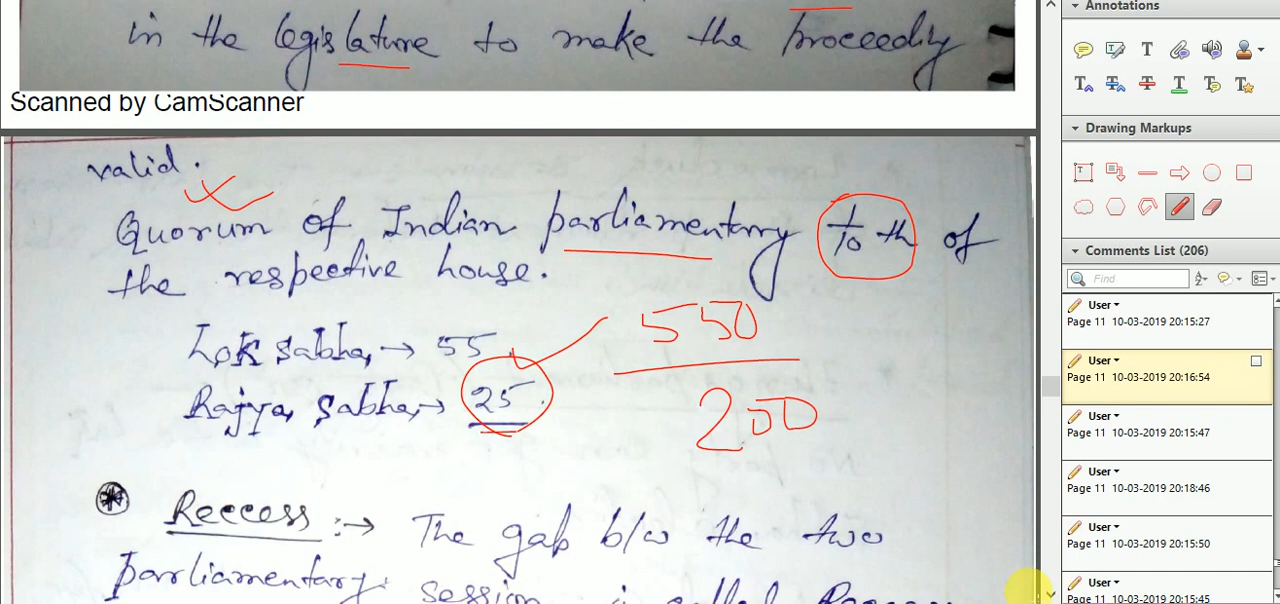 in the legislature to make the proceeding
Scanned by CamScanner
valid.
Quorum of Indian parliamentary 1/10 th of
the respective house.
Lok sabha, → 55
Rajya, sabha, → 25
550
200
Recess :→ The gap b/w the two
parliamentary. session is called Recess
Annotations
Drawing Markups
Comments List (206)
Find
User
Page 11 10-03-2019 20:15:27
User
Page 11 10-03-2019 20:16:54
User
Page 11 10-03-2019 20:15:47
User
Page 11 10-03-2019 20:18:46
User
Page 11 10-03-2019 20:15:50
User
Page 11 10-03-2019 20:15:45